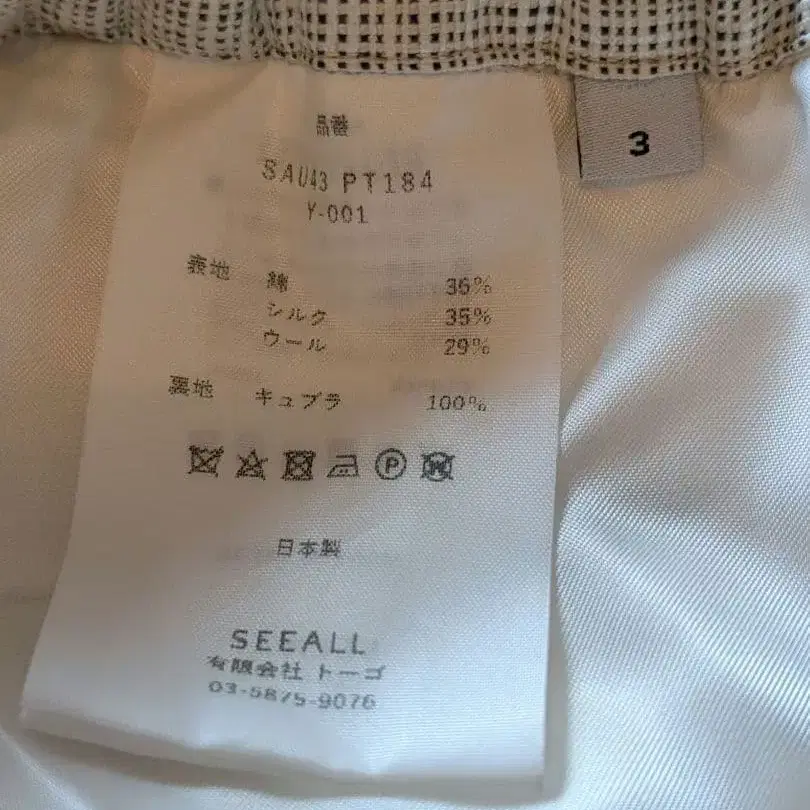 品番
SAU43 PT184
Y-001
表地 綿 36%
シルク 35%
ウール 29%
裏地 キュプラ 100%
P W
日本製
SEEALL
有限会社 トーゴ
03-5875-9076
3